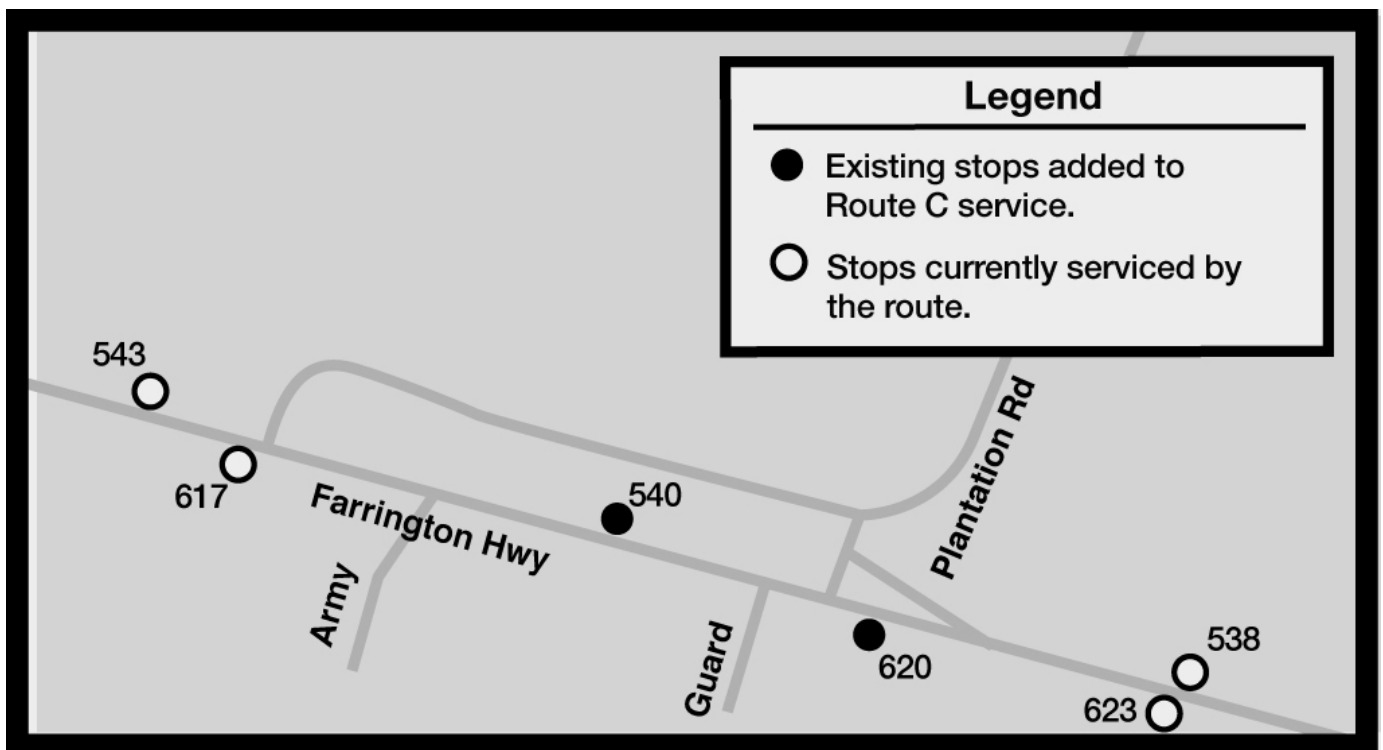 Legend
Existing stops added to
Route C service.
Stops currently serviced by
the route.
543
617
Farrington Hwy
540
Plantation Rd
Army
Guard
620
538
623